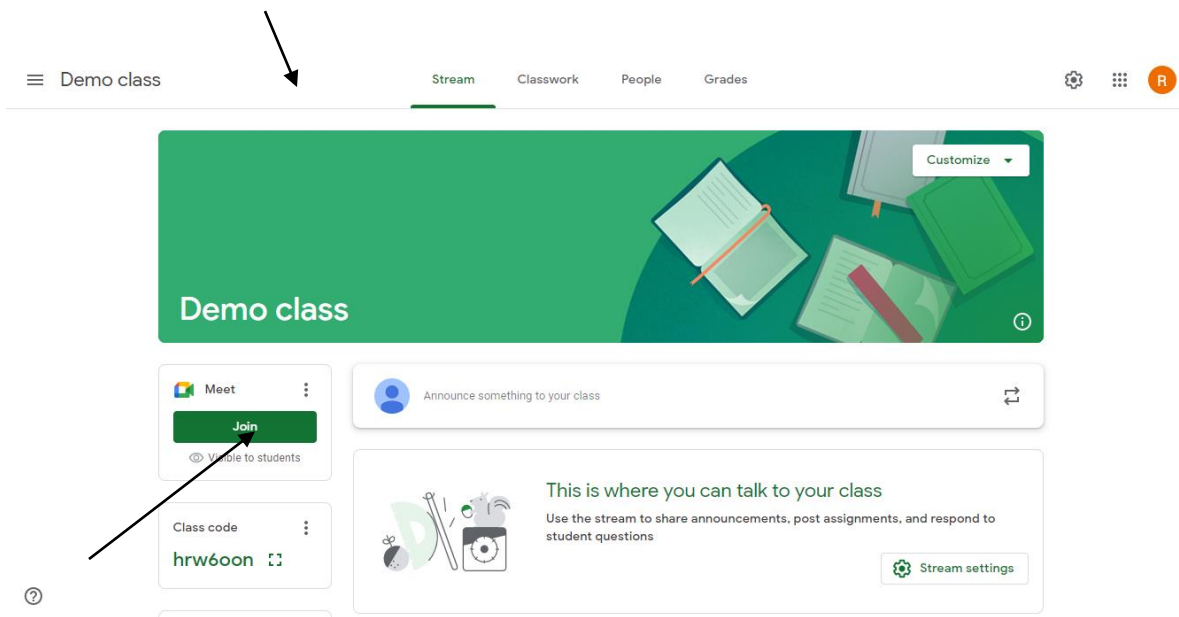 Demo class
Stream Classwork People Grades
R
Customize
Demo class
Meet
Join
Visible to students
Announce something to your class
Class code
hrw6oon
This is where you can talk to your class
Use the stream to share announcements, post assignments, and respond to
student questions
Stream settings